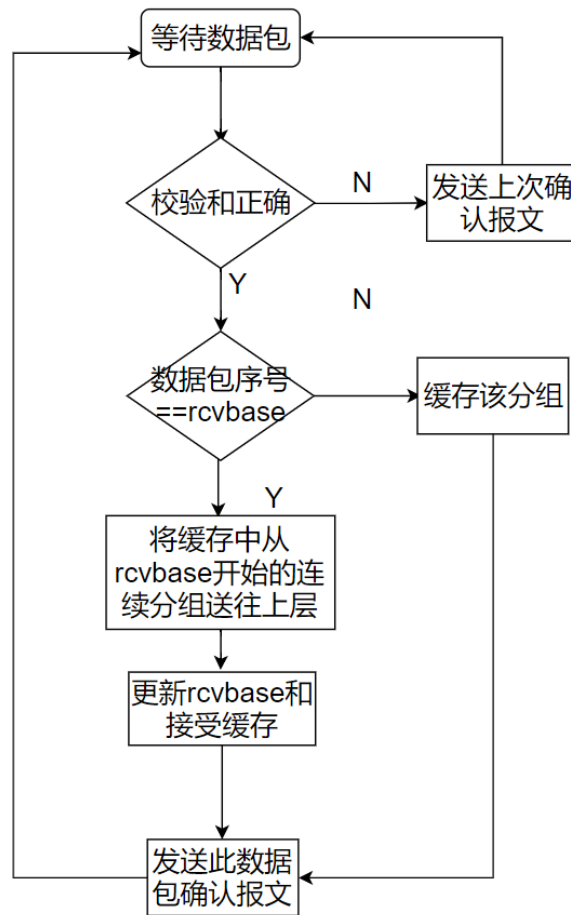 等待数据包
校验和正确
N
发送上次确
认报文
Y
N
数据包序号
==rcvbase
缓存该分组
Y
将缓存中从
rcvbase开始的连
续分组送往上层
更新rcvbase和
接受缓存
发送此数据
包确认报文